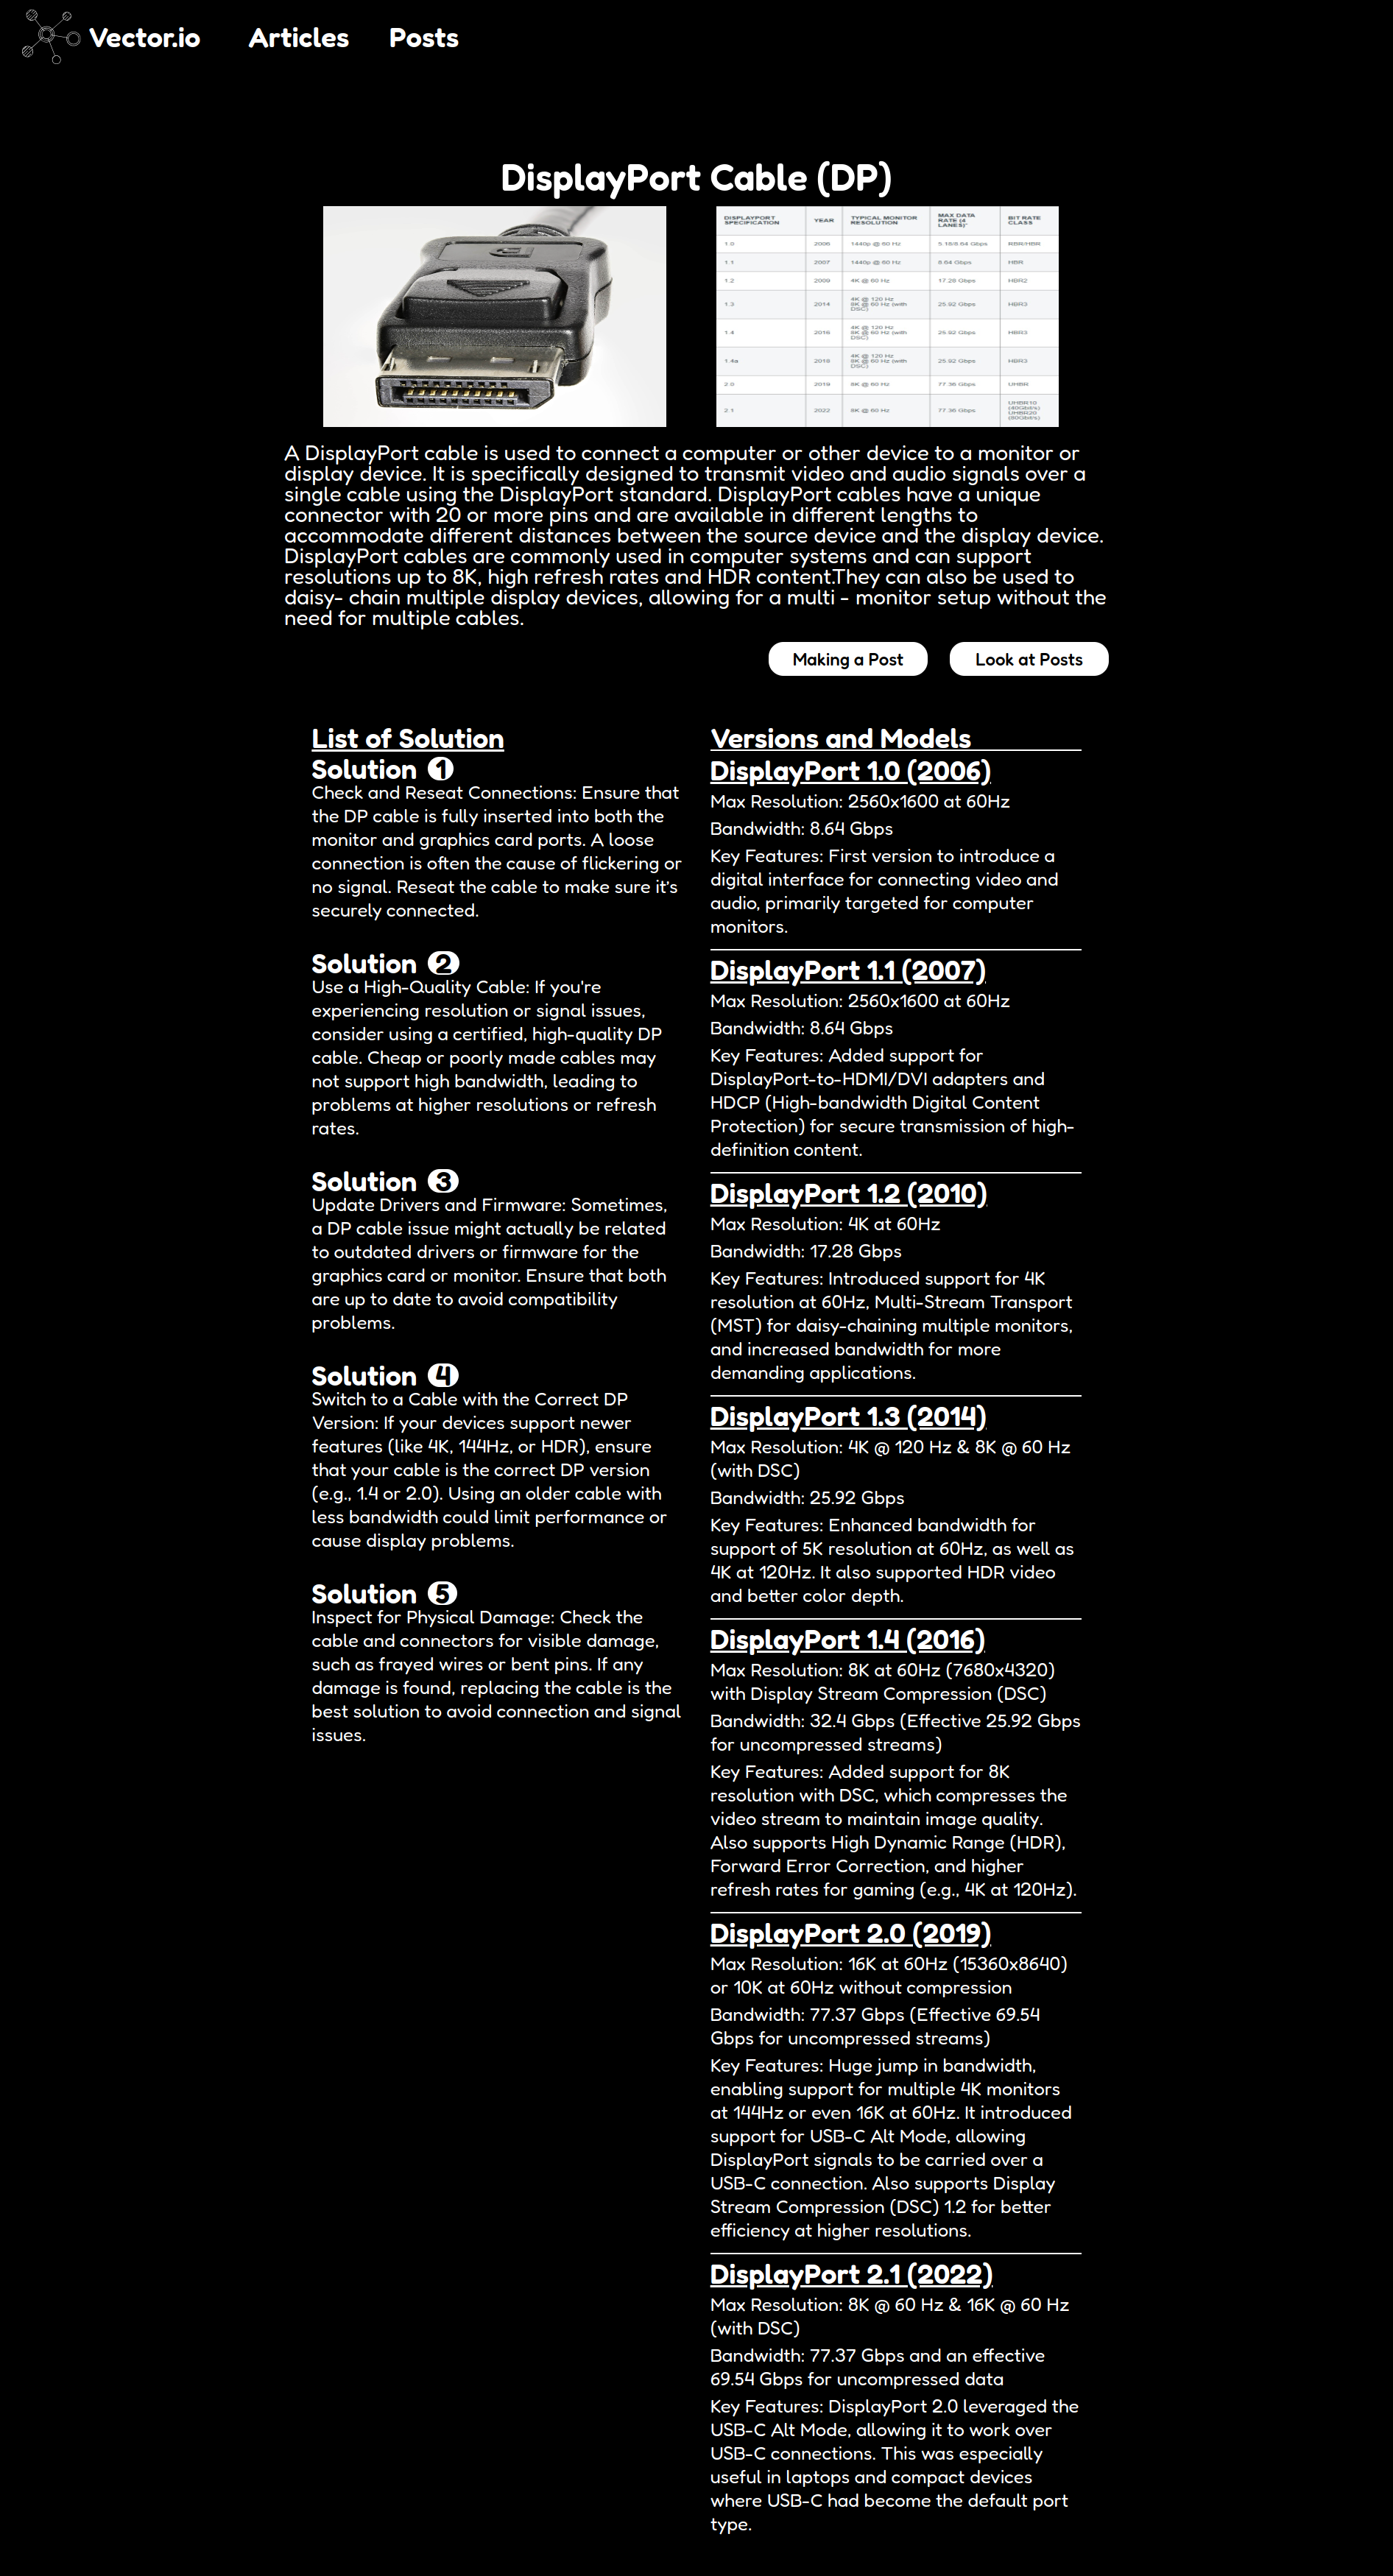 Vector.io
Articles
Posts
DisplayPort Cable (DP)
DISPLAYPORT SPECIFICATION YEAR TYPICAL MONITOR RESOLUTION MAX DATA RATE (4 LANES)* BIT RATE CLASS
1.0 2006 1440p @ 60 Hz RBR/HBR
1.1 2007 1440p @ 60 Hz 8.64 Gbps HBR
1.2 2009 4K @ 60 Hz 17.28 Gbps HBR2
1.3 2014 4K @ 120 Hz 8K @ 60 Hz (with DSC) 25.92 Gbps HBR3
1.4 2016 4K @ 120 Hz 8K @ 60 Hz (with DSC) 25.92 Gbps HBR3
1.4a 2018 4K @ 120 Hz 8K @ 60 Hz (with DSC) 25.92 Gbps HBR3
2.0 2019 8K @ 60 Hz 77.36 Gbps UHBR
2.1 2022 8K @ 60 Hz 77.36 Gbps UHBR10 (40Gbit/s) UHBR20 (80Gbit/s)
A DisplayPort cable is used to connect a computer or other device to a monitor or
display device. It is specifically designed to transmit video and audio signals over a
single cable using the DisplayPort standard. DisplayPort cables have a unique
connector with 20 or more pins and are available in different lengths to
accommodate different distances between the source device and the display device.
DisplayPort cables are commonly used in computer systems and can support
resolutions up to 8K, high refresh rates and HDR content.They can also be used to
daisy- chain multiple display devices, allowing for a multi - monitor setup without the
need for multiple cables.
Making a Post
Look at Posts
List of Solution
Solution 1
Check and Reseat Connections: Ensure that
the DP cable is fully inserted into both the
monitor and graphics card ports. A loose
connection is often the cause of flickering or
no signal. Reseat the cable to make sure it's
securely connected.
Solution 2
Use a High-Quality Cable: If you're
experiencing resolution or signal issues,
consider using a certified, high-quality DP
cable. Cheap or poorly made cables may
not support high bandwidth, leading to
problems at higher resolutions or refresh
rates.
Solution 3
Update Drivers and Firmware: Sometimes,
a DP cable issue might actually be related
to outdated drivers or firmware for the
graphics card or monitor. Ensure that both
are up to date to avoid compatibility
problems.
Solution 4
Switch to a Cable with the Correct DP
Version: If your devices support newer
features (like 4K, 144Hz, or HDR), ensure
that your cable is the correct DP version
(e.g., 1.4 or 2.0). Using an older cable with
less bandwidth could limit performance or
cause display problems.
Solution 5
Inspect for Physical Damage: Check the
cable and connectors for visible damage,
such as frayed wires or bent pins. If any
damage is found, replacing the cable is the
best solution to avoid connection and signal
issues.
Versions and Models
DisplayPort 1.0 (2006)
Max Resolution: 2560x1600 at 60Hz
Bandwidth: 8.64 Gbps
Key Features: First version to introduce a
digital interface for connecting video and
audio, primarily targeted for computer
monitors.
DisplayPort 1.1 (2007)
Max Resolution: 2560x1600 at 60Hz
Bandwidth: 8.64 Gbps
Key Features: Added support for
DisplayPort-to-HDMI/DVI adapters and
HDCP (High-bandwidth Digital Content
Protection) for secure transmission of high-
definition content.
DisplayPort 1.2 (2010)
Max Resolution: 4K at 60Hz
Bandwidth: 17.28 Gbps
Key Features: Introduced support for 4K
resolution at 60Hz, Multi-Stream Transport
(MST) for daisy-chaining multiple monitors,
and increased bandwidth for more
demanding applications.
DisplayPort 1.3 (2014)
Max Resolution: 4K @ 120 Hz & 8K @ 60 Hz
(with DSC)
Bandwidth: 25.92 Gbps
Key Features: Enhanced bandwidth for
support of 5K resolution at 60Hz, as well as
4K at 120Hz. It also supported HDR video
and better color depth.
DisplayPort 1.4 (2016)
Max Resolution: 8K at 60Hz (7680x4320)
with Display Stream Compression (DSC)
Bandwidth: 32.4 Gbps (Effective 25.92 Gbps
for uncompressed streams)
Key Features: Added support for 8K
resolution with DSC, which compresses the
video stream to maintain image quality.
Also supports High Dynamic Range (HDR),
Forward Error Correction, and higher
refresh rates for gaming (e.g., 4K at 120Hz).
DisplayPort 2.0 (2019)
Max Resolution: 16K at 60Hz (15360x8640)
or 10K at 60Hz without compression
Bandwidth: 77.37 Gbps (Effective 69.54
Gbps for uncompressed streams)
Key Features: Huge jump in bandwidth,
enabling support for multiple 4K monitors
at 144Hz or even 16K at 60Hz. It introduced
support for USB-C Alt Mode, allowing
DisplayPort signals to be carried over a
USB-C connection. Also supports Display
Stream Compression (DSC) 1.2 for better
efficiency at higher resolutions.
DisplayPort 2.1 (2022)
Max Resolution: 8K @ 60 Hz & 16K @ 60 Hz
(with DSC)
Bandwidth: 77.37 Gbps and an effective
69.54 Gbps for uncompressed data
Key Features: DisplayPort 2.0 leveraged the
USB-C Alt Mode, allowing it to work over
USB-C connections. This was especially
useful in laptops and compact devices
where USB-C had become the default port
type.